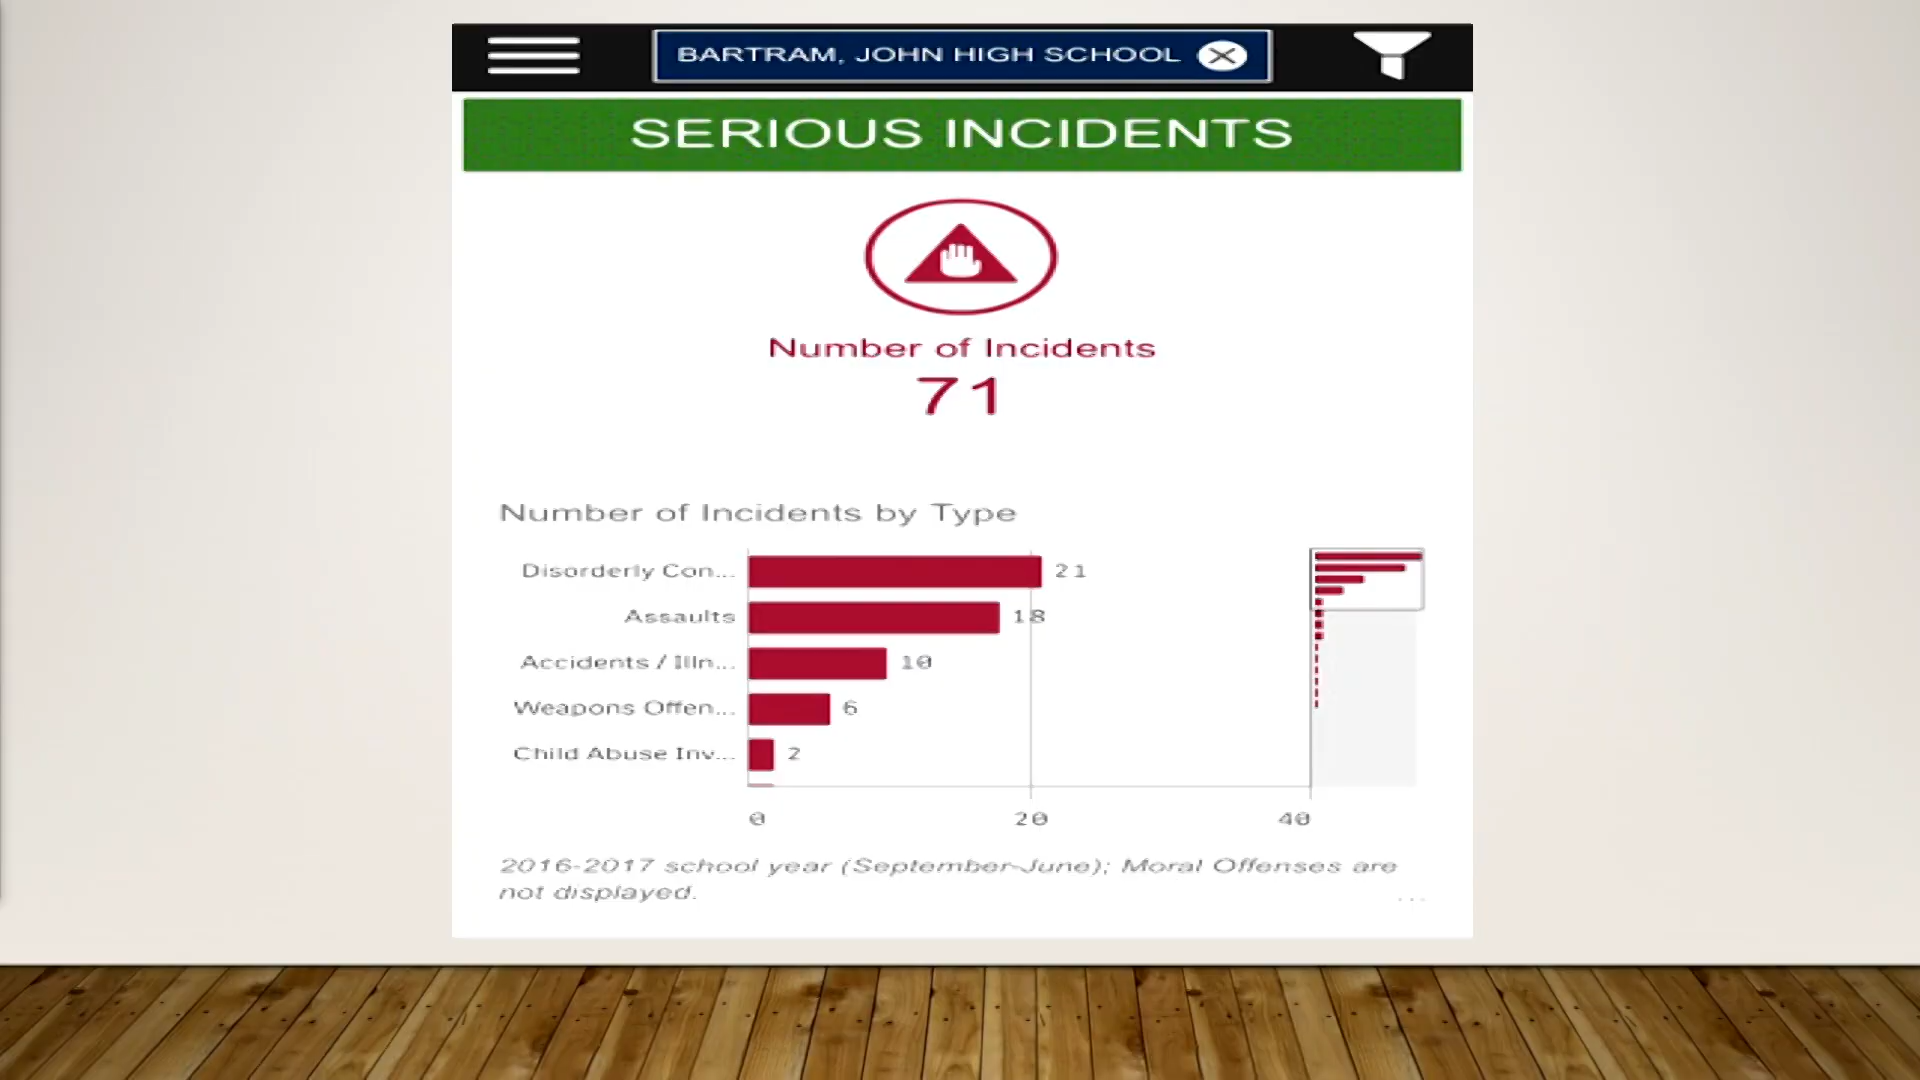 BARTRAM, JOHN HIGH SCHOOL
SERIOUS INCIDENTS
Number of Incidents
71
Number of Incidents by Type
Disorderly Con... 21
Assaults 18
Accidents / Illn... 10
Weapons Offen... 6
Child Abuse Inv... 2
0 20 40
2016-2017 school year (September-June); Moral Offenses are
not displayed.
...